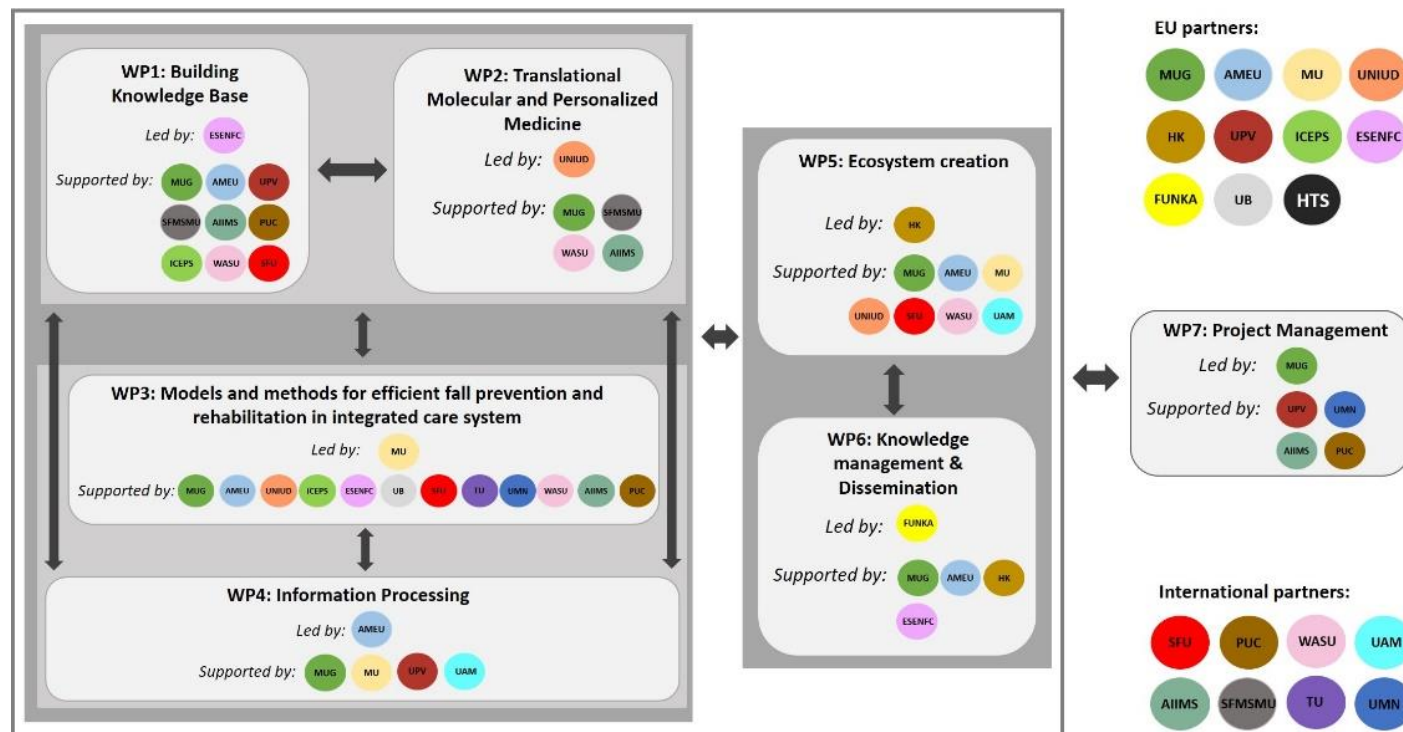 WP1: Building
Knowledge Base
Led by: ESENFC
Supported by: MUG AMEU UPV
SFMSMU AIIMS PUC
ICEPS WASU SFU
WP2: Translational
Molecular and Personalized
Medicine
Led by: UNIUD
Supported by: MUG SFMSMU
WASU AIIMS
WP3: Models and methods for efficient fall prevention and
rehabilitation in integrated care system
Led by: MU
Supported by: MUG AMEU UNIUD ICEPS ESENFC UB SFU TU UMN WASU AIIMS PUC
WP4: Information Processing
Led by: AMEU
Supported by: MUG MU UPV UAM
WP5: Ecosystem creation
Led by: HK
Supported by: MUG AMEU MU
UNIUD SFU WASU UAM
WP6: Knowledge
management &
Dissemination
Led by: FUNKA
Supported by: MUG AMEU HK
ESENFC
EU partners:
MUG AMEU MU UNIUD
HK UPV ICEPS ESENFC
FUNKA UB HTS
WP7: Project Management
Led by: MUG
Supported by: UPV UMN
AIIMS PUC
International partners:
SFU PUC WASU UAM
AIIMS SFMSMU TU UMN